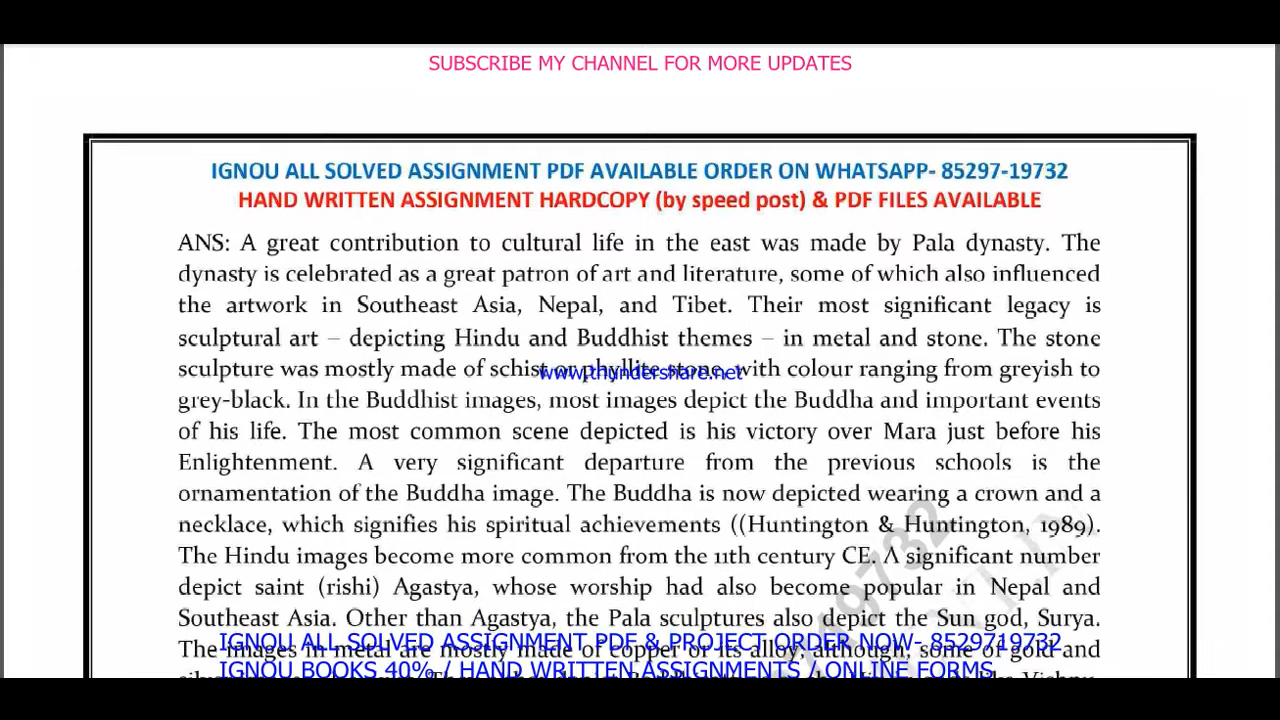 SUBSCRIBE MY CHANNEL FOR MORE UPDATES
IGNOU ALL SOLVED ASSIGNMENT PDF AVAILABLE ORDER ON WHATSAPP- 85297-19732
HAND WRITTEN ASSIGNMENT HARDCOPY (by speed post) & PDF FILES AVAILABLE
ANS: A great contribution to cultural life in the east was made by Pala dynasty. The
dynasty is celebrated as a great patron of art and literature, some of which also influenced
the artwork in Southeast Asia, Nepal, and Tibet. Their most significant legacy is
sculptural art – depicting Hindu and Buddhist themes – in metal and stone. The stone
sculpture was mostly made of schist or phyllite stone, with colour ranging from greyish to
www.thundershare.net
grey-black. In the Buddhist images, most images depict the Buddha and important events
of his life. The most common scene depicted is his victory over Mara just before his
Enlightenment. A very significant departure from the previous schools is the
ornamentation of the Buddha image. The Buddha is now depicted wearing a crown and a
necklace, which signifies his spiritual achievements ((Huntington & Huntington, 1989).
The Hindu images become more common from the 11th century CE. A significant number
depict saint (rishi) Agastya, whose worship had also become popular in Nepal and
Southeast Asia. Other than Agastya, the Pala sculptures also depict the Sun god, Surya.
The images in metal are mostly made of copper or its alloy, although, some of gold and
IGNOU ALL SOLVED ASSIGNMENT PDF & PROJECT ORDER NOW- 8529719732
IGNOU BOOKS 40% / HAND WRITTEN ASSIGNMENTS / ONLINE FORMS
19732